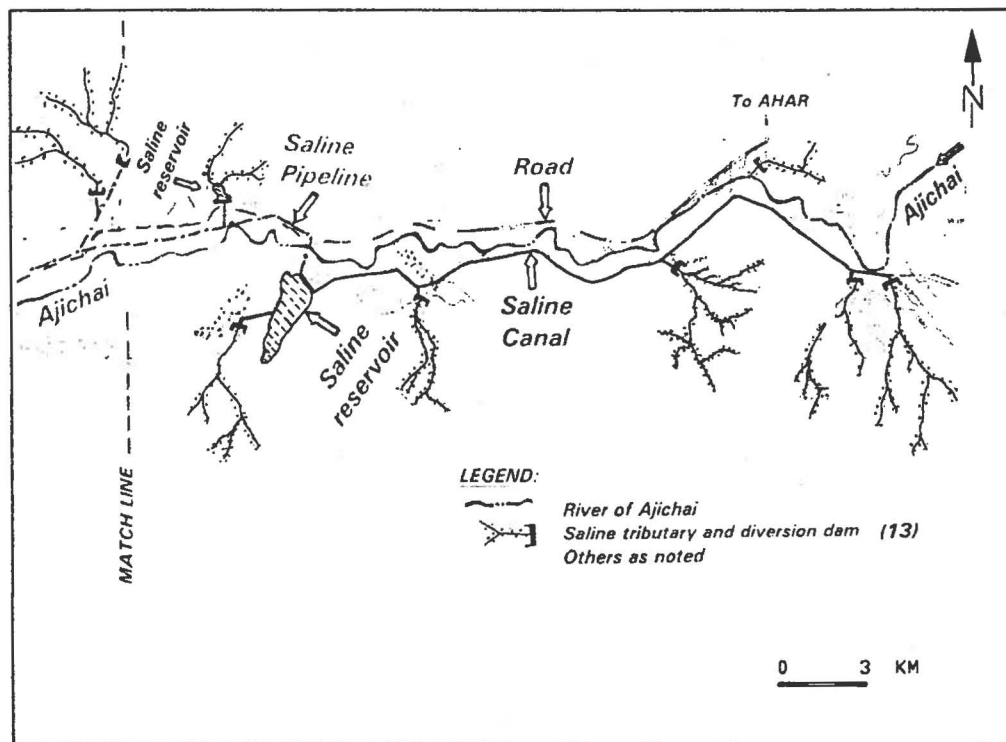 N
To AHAR
Saline
reservoir
Saline
Pipeline
Road
Ajichai
Ajichai
Saline
Canal
Saline
reservoir
MATCH LINE
LEGEND:
River of Ajichai
Saline tributary and diversion dam (13)
Others as noted
0 3 KM